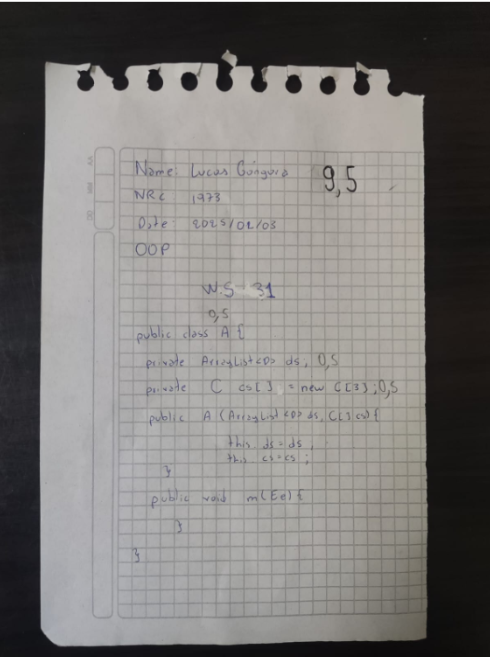 Name: Lucas Góngora
9,5
NRC 1973
Date 2025/02/03
OOP
W.S 31
0,5
public class A {
private ArrayList<D> ds; 0,5
private C cs[ ] = new C[3]; 0,5
public A (ArrayList<D> ds, C[] cs) {
this. ds = ds ;
this. cs = cs ;
}
public void m(E e) {
}
}